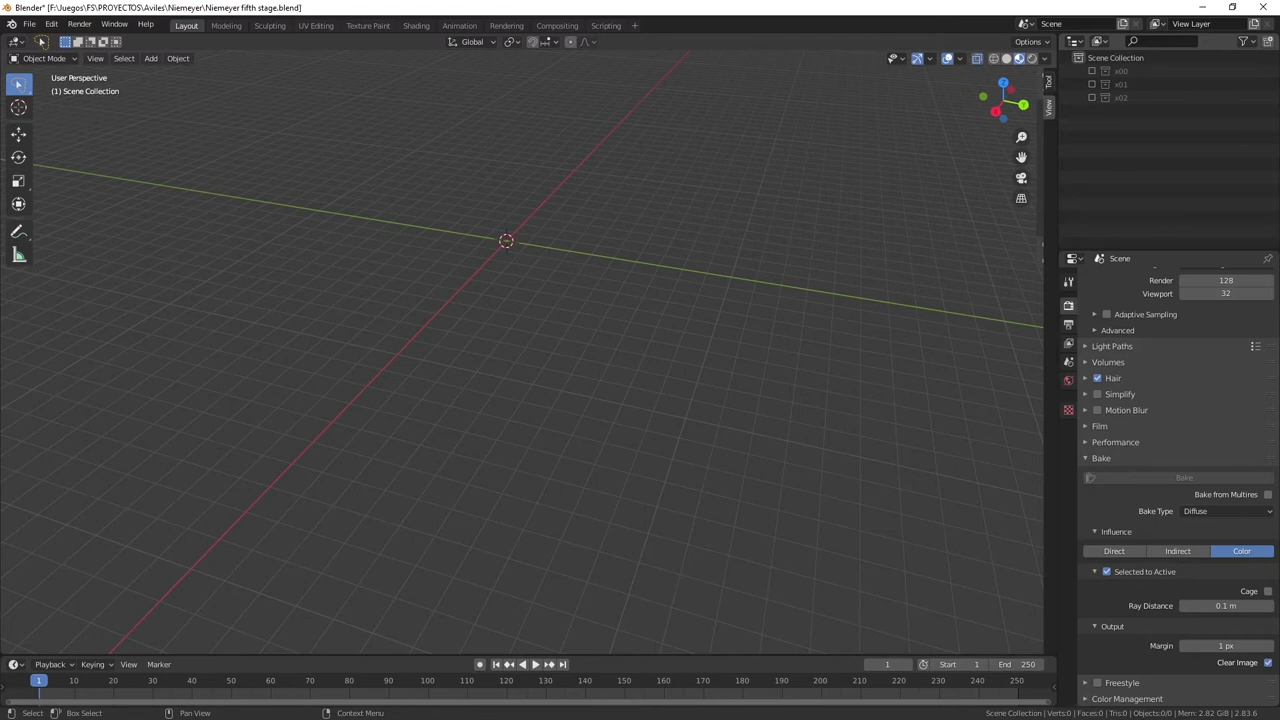 Blender* [F:\Juegos\FS\PROYECTOS\Aviles\Niemeyer\Niemeyer fifth stage.blend]
File Edit Render Window Help Layout Modeling Sculpting UV Editing Texture Paint Shading Animation Rendering Compositing Scripting + Scene View Layer
Global Options
Object Mode View Select Add Object
User Perspective
(1) Scene Collection
Z
Y
X
Tool
View
Scene Collection
x00
x01
x02
Scene
Render 128
Viewport 32
Adaptive Sampling
Advanced
Light Paths
Volumes
Hair
Simplify
Motion Blur
Film
Performance
Bake
Bake
Bake from Multires
Bake Type Diffuse
Influence
Direct Indirect Color
Selected to Active
Cage
Ray Distance 0.1 m
Output
Margin 1 px
Clear Image
Freestyle
Color Management
Playback Keying View Marker 1 Start 1 End 250
1 10 20 30 40 50 60 70 80 90 100 110 120 130 140 150 160 170 180 190 200 210 220 230 240 250
Select Box Select Pan View Context Menu Scene Collection | Verts:0 | Faces:0 | Tris:0 | Objects:0/0 | Mem: 2.82 GiB | 2.83.6